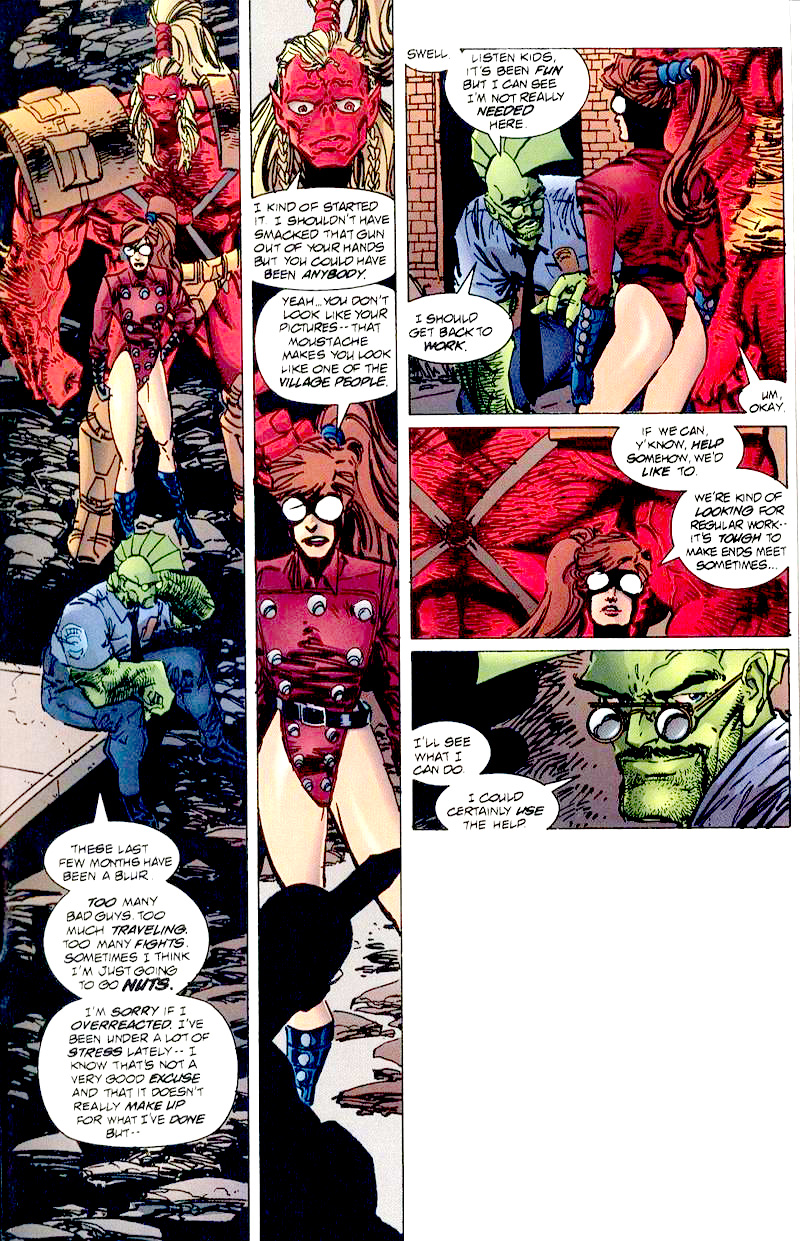 THESE LAST
FEW MONTHS HAVE
BEEN A BLUR.
TOO MANY
BAD GUYS. TOO
MUCH TRAVELING.
TOO MANY FIGHTS.
SOMETIMES I THINK
I'M JUST GOING
TO GO NUTS.
I'M SORRY IF I
OVERREACTED. I'VE
BEEN UNDER A LOT OF
STRESS LATELY-- I
KNOW THAT'S NOT A
VERY GOOD EXCUSE
AND THAT IT DOESN'T
REALLY MAKE UP
FOR WHAT I'VE DONE
BUT--
I KIND OF STARTED
IT. I SHOULDN'T HAVE
SMACKED THAT GUN
OUT OF YOUR HANDS
BUT YOU COULD HAVE
BEEN ANYBODY.
YEAH...YOU DON'T
LOOK LIKE YOUR
PICTURES-- THAT
MOUSTACHE
MAKES YOU LOOK
LIKE ONE OF THE
VILLAGE PEOPLE.
SWELL.
LISTEN KIDS,
IT'S BEEN FUN
BUT I CAN SEE
I'M NOT REALLY
NEEDED
HERE.
I SHOULD
GET BACK TO
WORK.
UM,
OKAY.
IF WE CAN,
Y'KNOW, HELP
SOMEHOW, WE'D
LIKE TO.
WE'RE KIND OF
LOOKING FOR
REGULAR WORK--
IT'S TOUGH TO
MAKE ENDS MEET
SOMETIMES...
I'LL SEE
WHAT I
CAN DO.
I COULD
CERTAINLY USE
THE HELP.